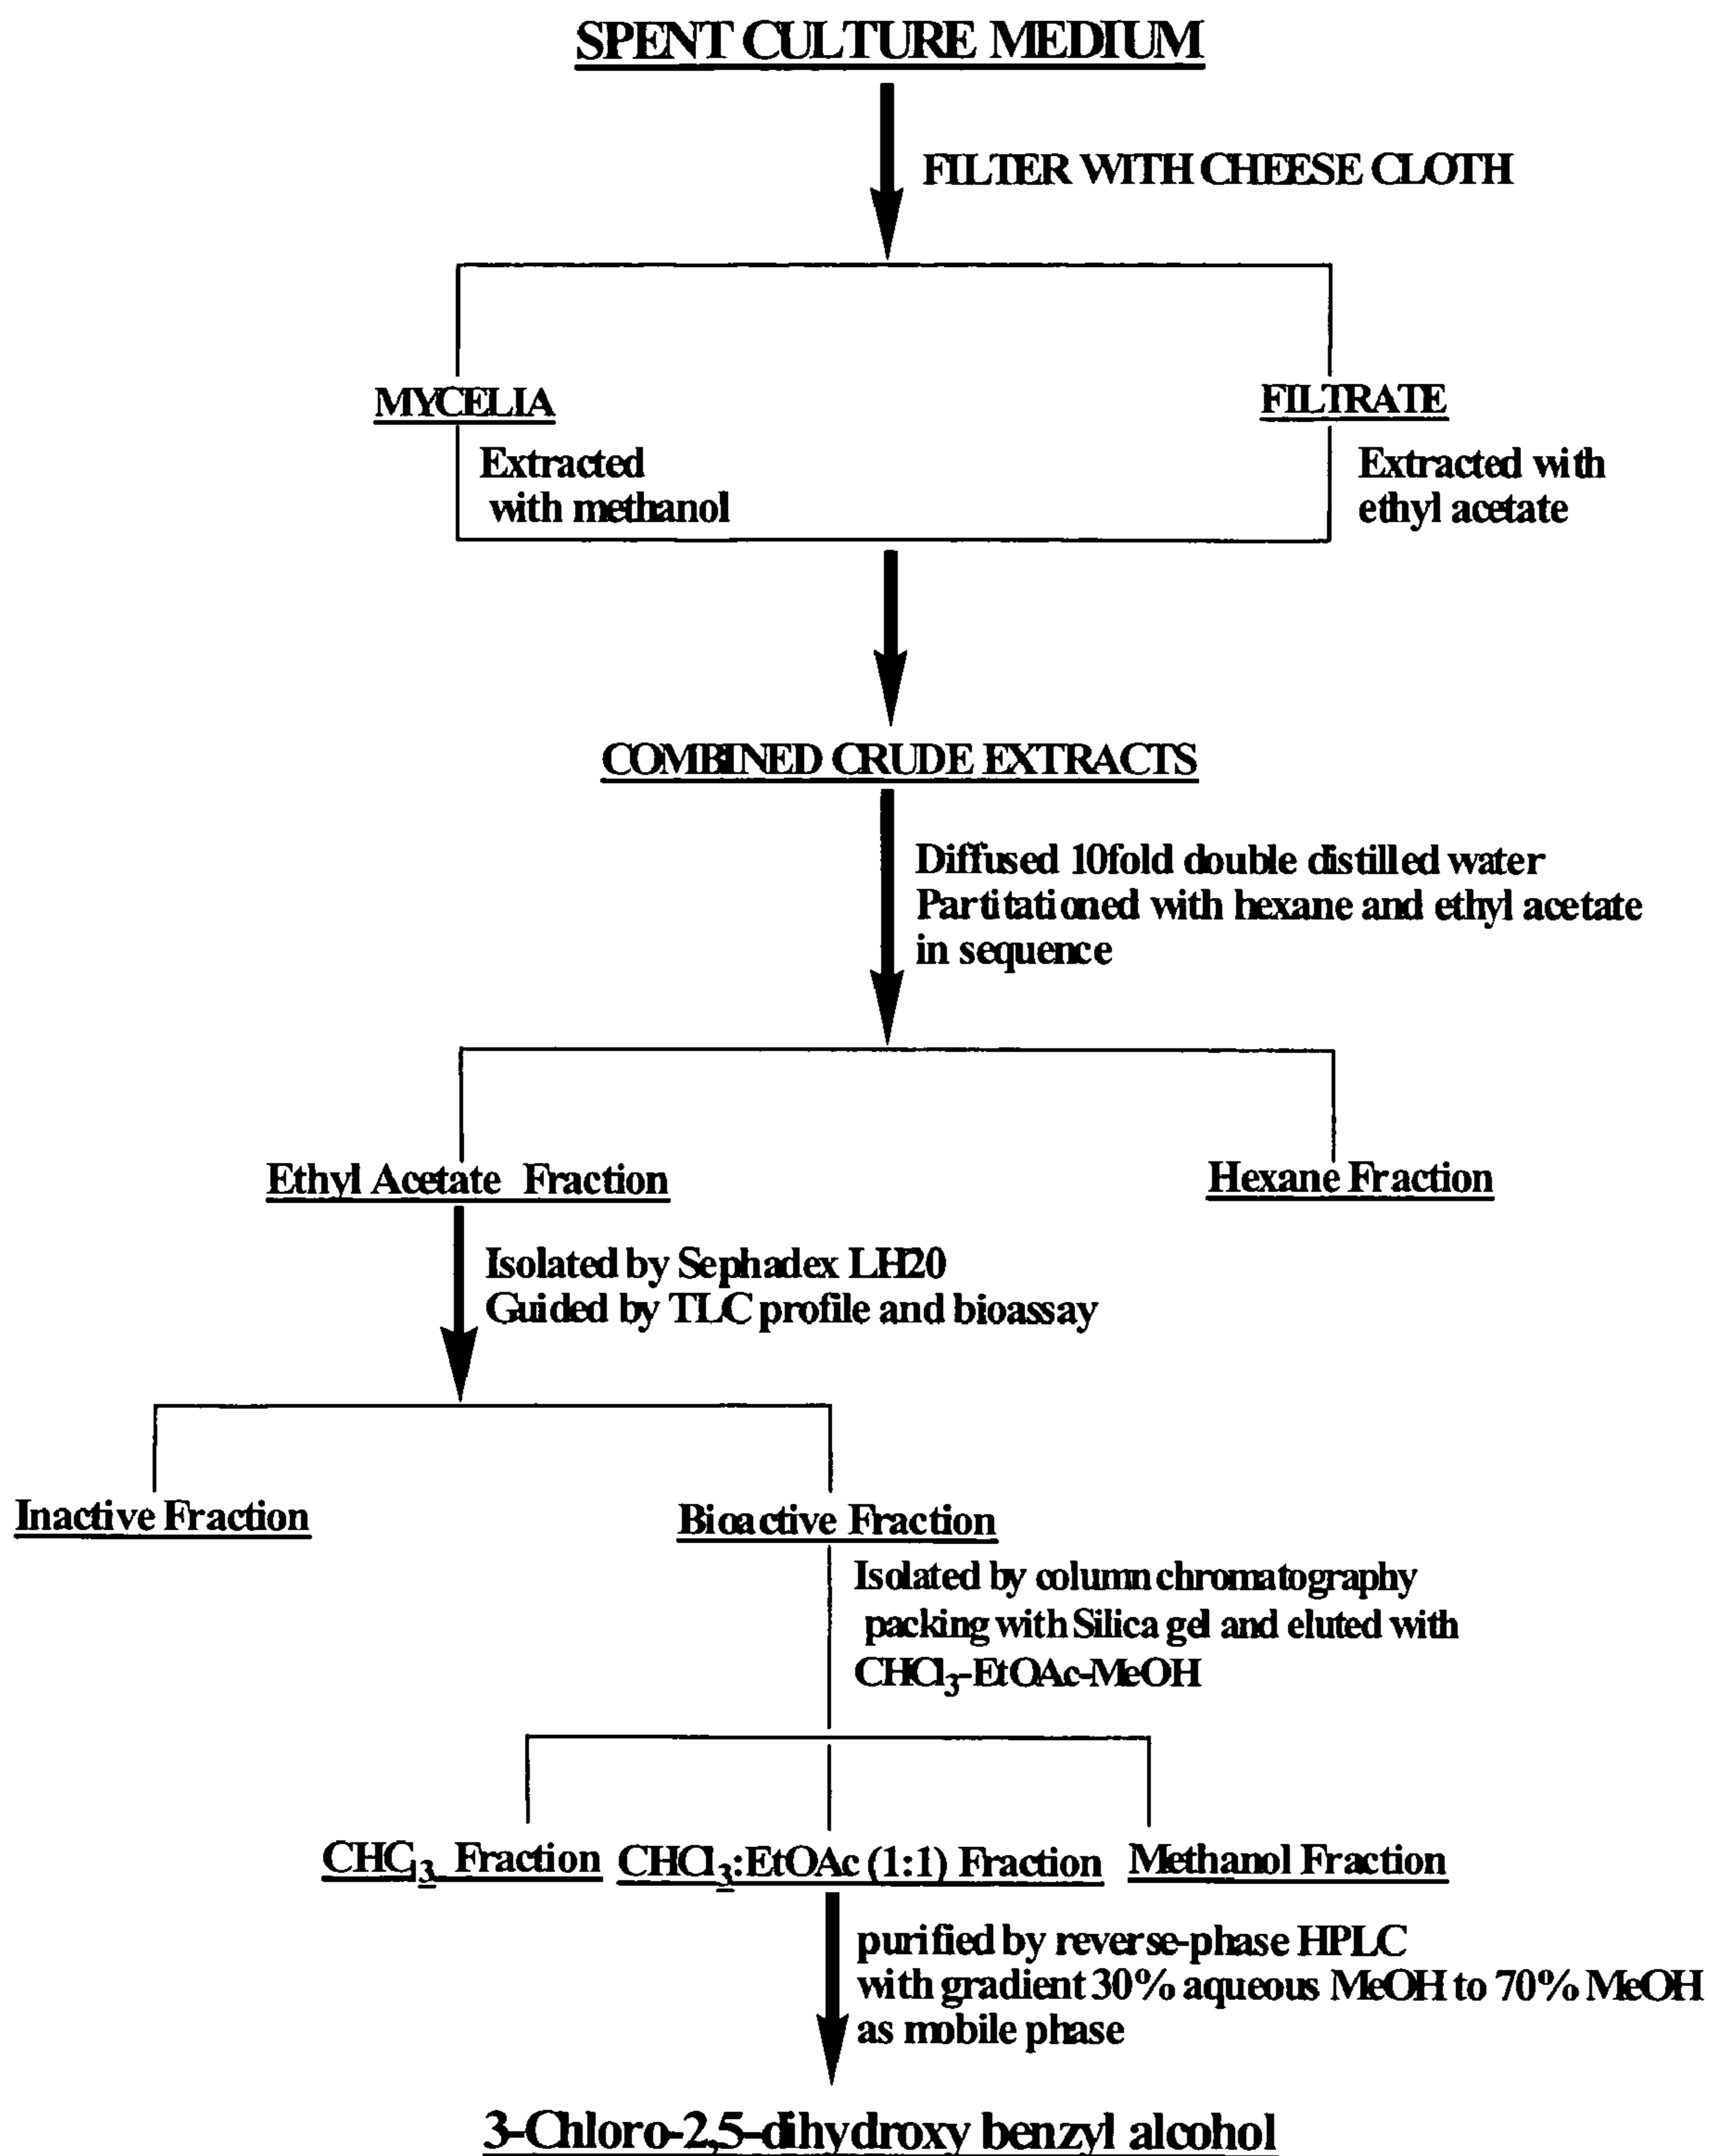 SPENT CULTURE MEDIUM
FILTER WITH CHEESE CLOTH
MYCELIA
FILTRATE
Extracted
with methanol
Extracted with
ethyl acetate
COMBINED CRUDE EXTRACTS
Diffused 10fold double distilled water
Partitationed with hexane and ethyl acetate
in sequence
Ethyl Acetate Fraction
Hexane Fraction
Isolated by Sephadex LH20
Guided by TLC profile and bioassay
Inactive Fraction
Bioactive Fraction
Isolated by column chromatography
packing with Silica gel and eluted with
CHCl3-EtOAc-MeOH
CHCl3 Fraction
CHCl3:EtOAc (1:1) Fraction
Methanol Fraction
purified by reverse-phase HPLC
with gradient 30% aqueous MeOH to 70% MeOH
as mobile phase
3-Chloro-2,5-dihydroxy benzyl alcohol